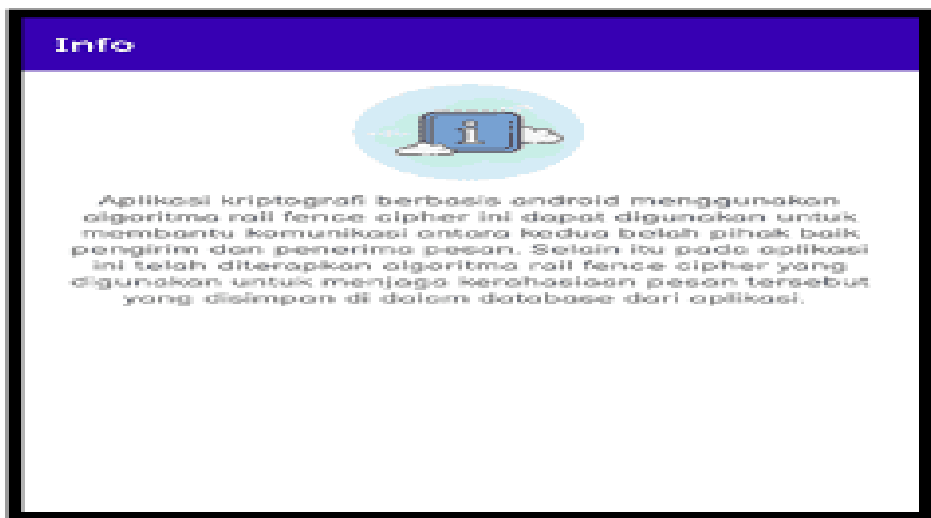 Info
i
Aplikasi kriptografi berbasis android menggunakan
algoritma rail fence cipher ini dapat digunakan untuk
membantu komunikasi antara kedua belah pihak baik
pengirim dan penerima pesan. Selain itu pada aplikasi
ini telah diterapkan algoritma rail fence cipher yang
digunakan untuk menjaga kerahasiaan pesan tersebut
yang disimpan di dalam database dari aplikasi.